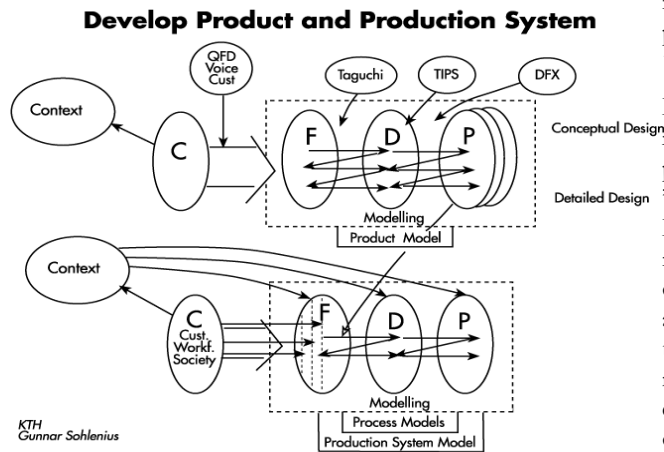 Develop Product and Production System
QFD
Voice
Cust
Taguchi
TIPS
DFX
Context
C
F
D
P
Conceptual Design
Detailed Design
Modelling
Product Model
Context
C
Cust.
Workf.
Society
F
D
P
Modelling
Process Models
Production System Model
KTH
Gunnar Sohlenius